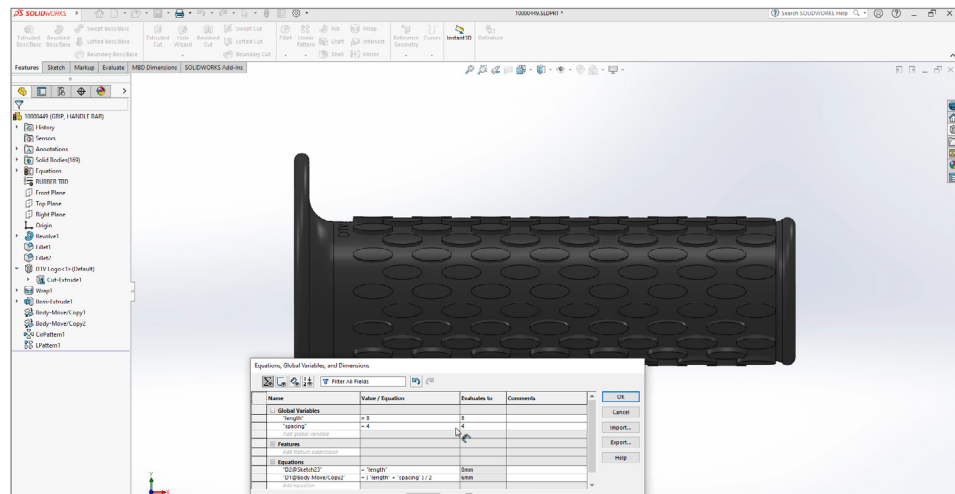 SOLIDWORKS
10000449.SLDPRT *
Search SOLIDWORKS Help
Extruded Boss/Base
Revolved Boss/Base
Swept Boss/Base
Lofted Boss/Base
Boundary Boss/Base
Extruded Cut
Hole Wizard
Revolved Cut
Swept Cut
Lofted Cut
Boundary Cut
Fillet
Linear Pattern
Rib
Draft
Shell
Wrap
Intersect
Mirror
Reference Geometry
Curves
Instant3D
Features
Sketch
Markup
Evaluate
MBD Dimensions
SOLIDWORKS Add-Ins
10000449 (GRIP, HANDLE BAR)
History
Sensors
Annotations
Solid Bodies(169)
Equations
RUBBER TBD
Front Plane
Top Plane
Right Plane
Origin
Revolve1
Fillet1
Fillet2
DTV Logo<1>(Default)
Cut-Extrude1
Wrap1
Boss-Extrude1
Body-Move/Copy1
Body-Move/Copy2
CirPattern1
LPattern1
Equations, Global Variables, and Dimensions
Filter All Fields
Name Value / Equation Evaluates to Comments
Global Variables
"length" = 8 8
"spacing" = 4 4
Add global variable
Features
Add feature suppression
Equations
"D2@Sketch23" = "length" 8mm
"D1@Body Move/Copy2" = ( "length" + "spacing" ) / 2 6mm
Add equation
OK
Cancel
Import...
Export...
Help